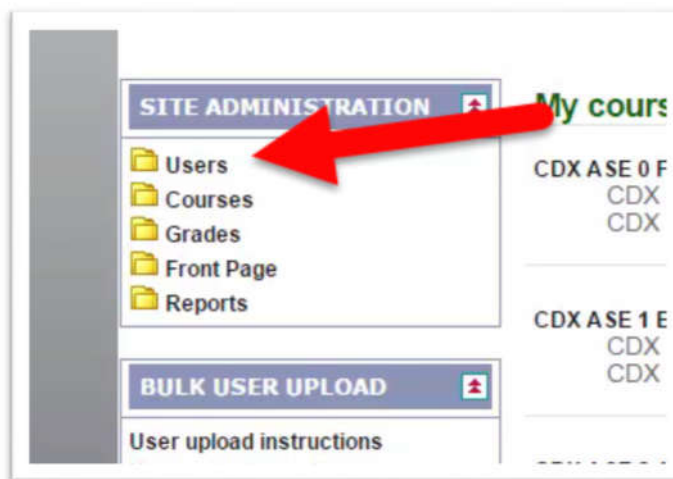 SITE ADMINISTRATION
Users
Courses
Grades
Front Page
Reports
BULK USER UPLOAD
User upload instructions
My cours
CDX ASE 0 F
CDX
CDX
CDX ASE 1 E
CDX
CDX